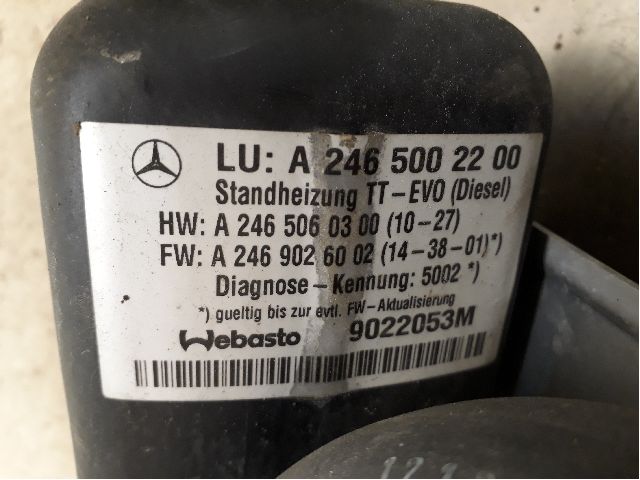 LU: A 246 500 22 00
Standheizung TT-EVO (Diesel)
HW: A 246 506 03 00 (10-27)
FW: A 246 902 60 02 (14-38-01)*)
Diagnose-Kennung: 5002 *)
*) gueltig bis zur evtl. FW-Aktualisierung
Webasto 9022053M